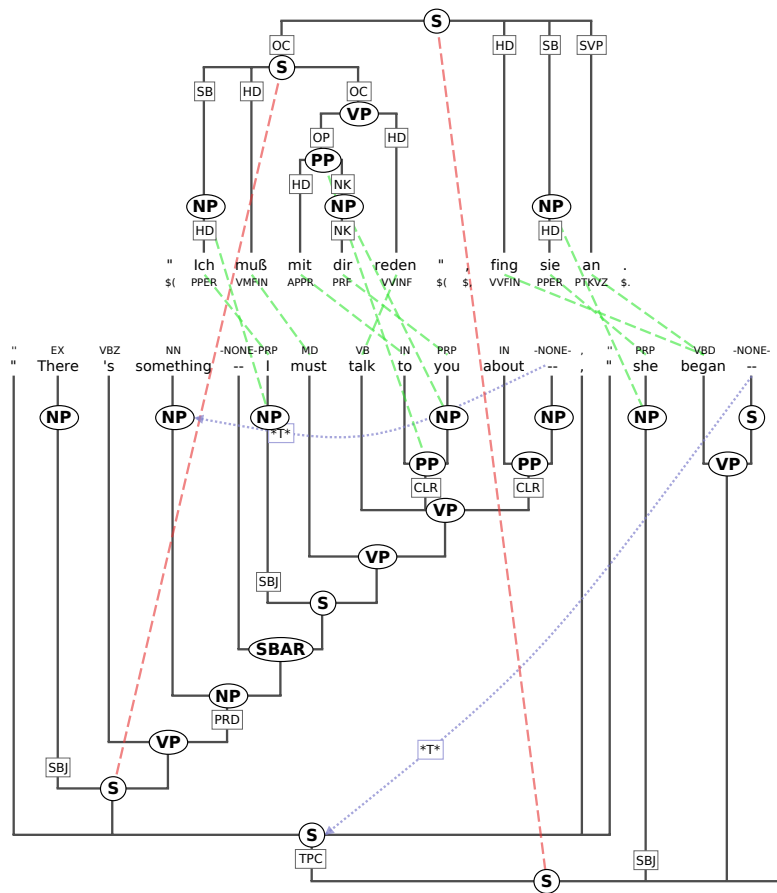 S
OC HD SB SVP
S
SB HD OC
VP
OP HD
PP
HD NK
NP NP NP
HD NK HD
" Ich muß mit dir reden " , fing sie an .
$( PPER VMFIN APPR PRF VVINF $( $, VVFIN PPER PTKVZ $.
'' EX VBZ NN -NONE- PRP MD VB IN PRP IN -NONE- , '' PRP VBD -NONE-
" There 's something -- I must talk to you about -- , " she began --
NP NP NP NP NP NP S
*T*
PP PP VP
CLR CLR
VP
VP
SBJ
S
SBAR
NP
PRD
VP
*T*
SBJ
S
S
TPC SBJ
S